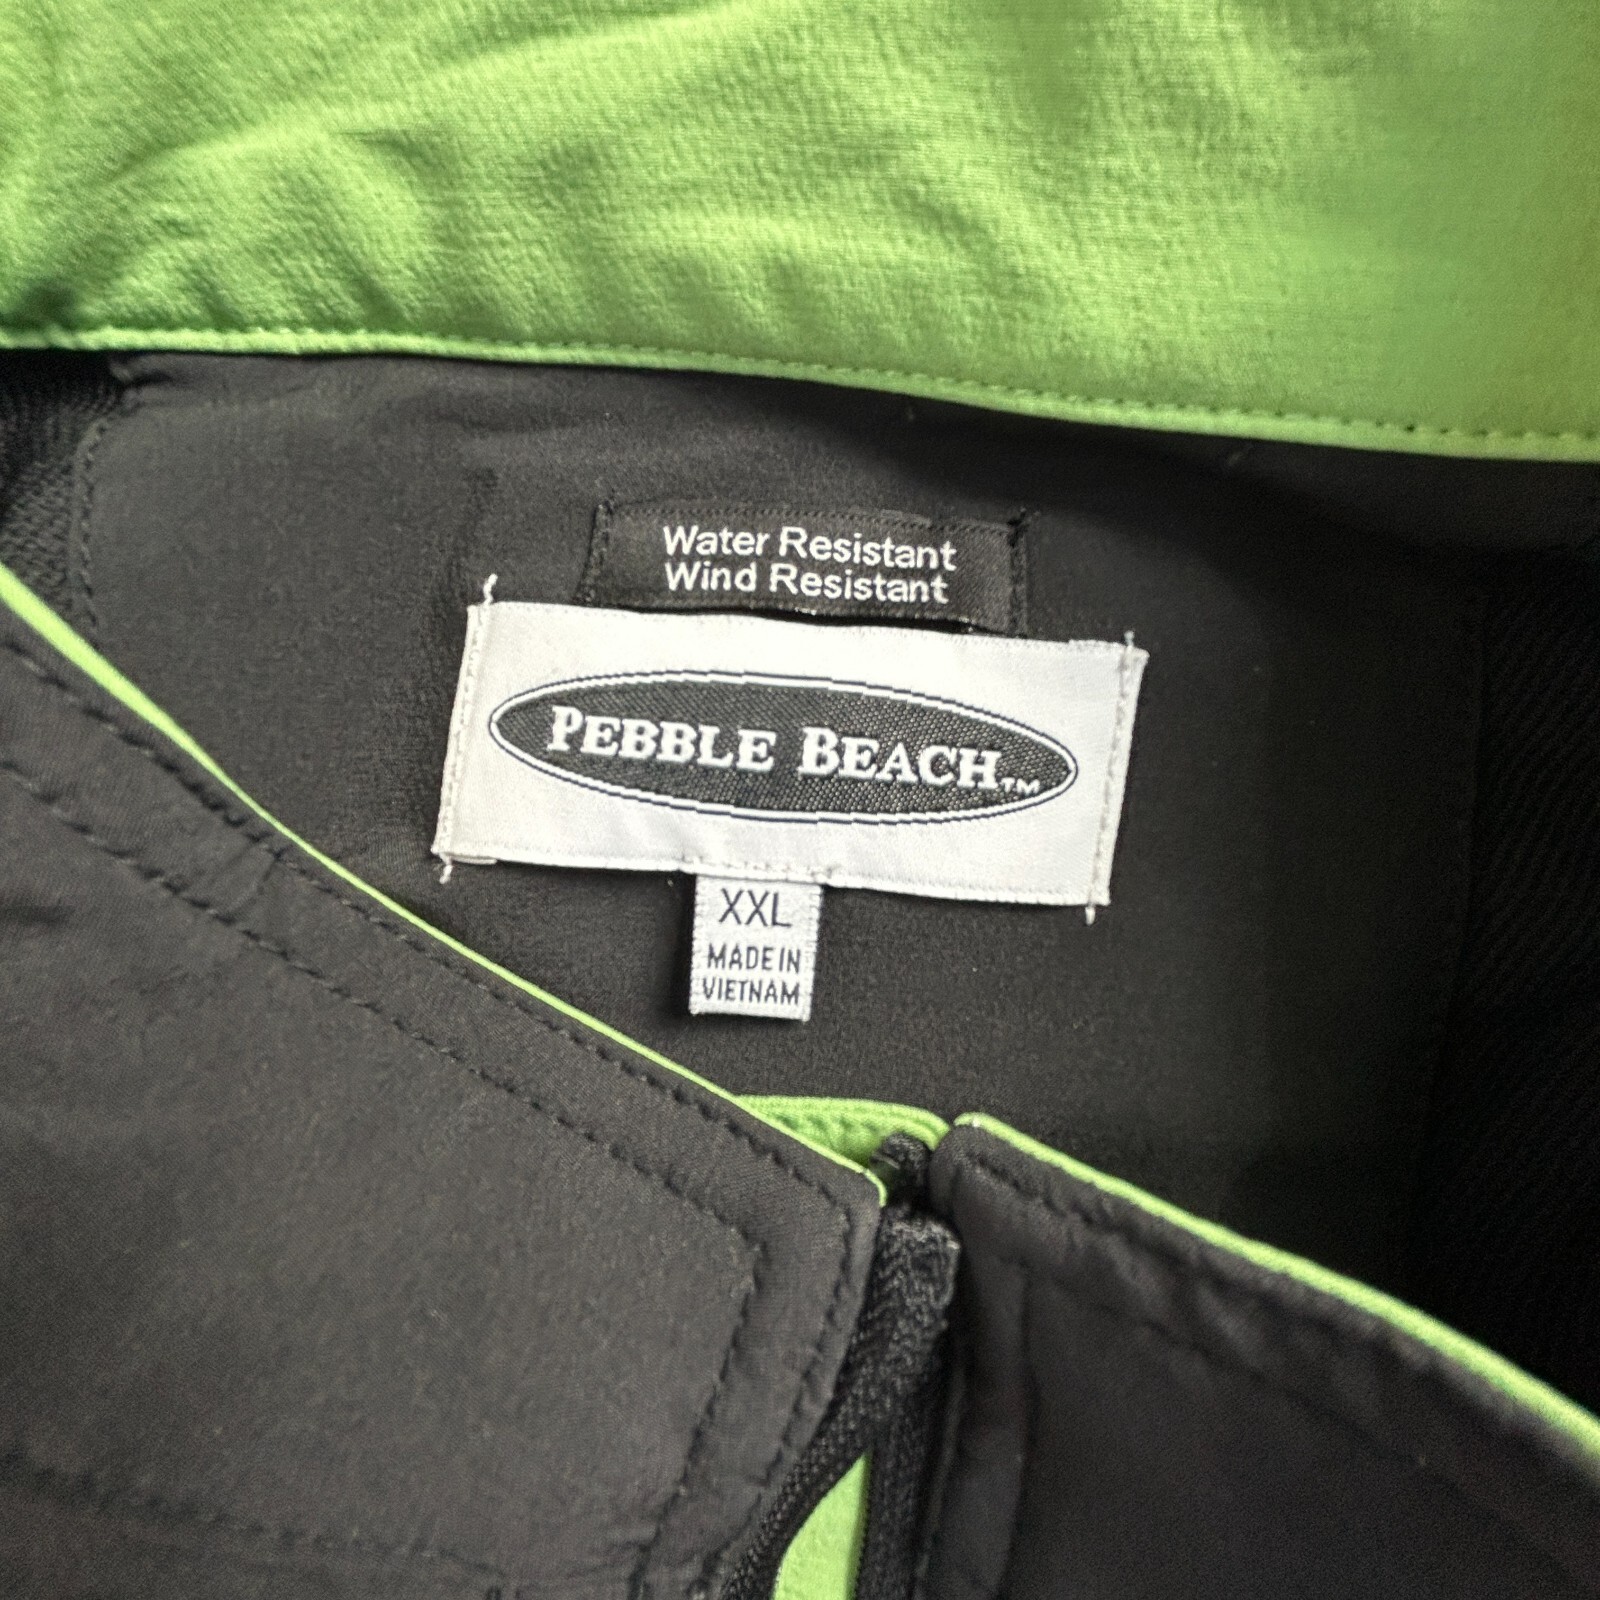 Water Resistant
Wind Resistant
PEBBLE BEACH™
XXL
MADE IN
VIETNAM